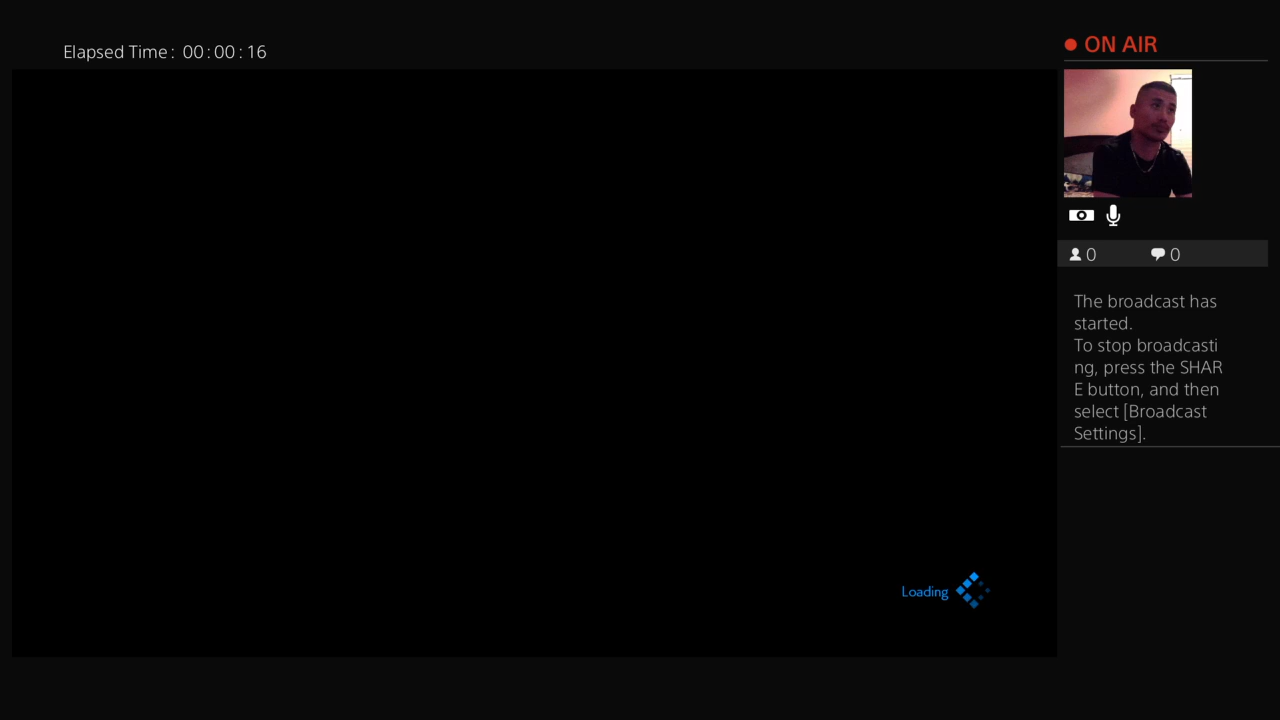 Elapsed Time: 00:00:16
ON AIR
0 0
The broadcast has
started.
To stop broadcasti
ng, press the SHAR
E button, and then
select [Broadcast
Settings].
Loading